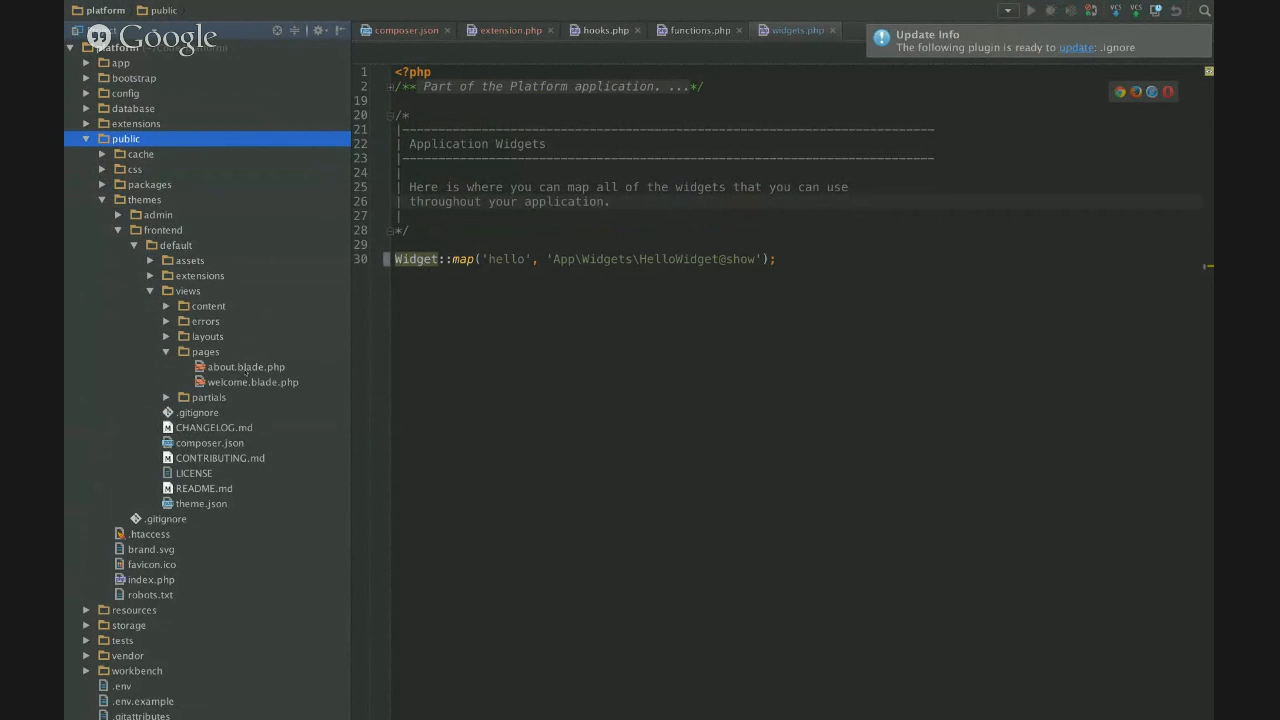 platform
public
Google
composer.json
extension.php
hooks.php
functions.php
widgets.php
Update Info
The following plugin is ready to update: .ignore
platform
app
bootstrap
config
database
extensions
public
cache
css
packages
themes
admin
frontend
default
assets
extensions
views
content
errors
layouts
pages
about.blade.php
welcome.blade.php
partials
.gitignore
CHANGELOG.md
composer.json
CONTRIBUTING.md
LICENSE
README.md
theme.json
.gitignore
.htaccess
brand.svg
favicon.ico
index.php
robots.txt
resources
storage
tests
vendor
workbench
.env
.env.example
.gitattributes
1 <?php
2 /** Part of the Platform application. ...*/
19
20 /*
21 |--------------------------------------------------------------------------
22 | Application Widgets
23 |--------------------------------------------------------------------------
24 |
25 | Here is where you can map all of the widgets that you can use
26 | throughout your application.
27 |
28 */
29
30 Widget::map('hello', 'App\Widgets\HelloWidget@show');